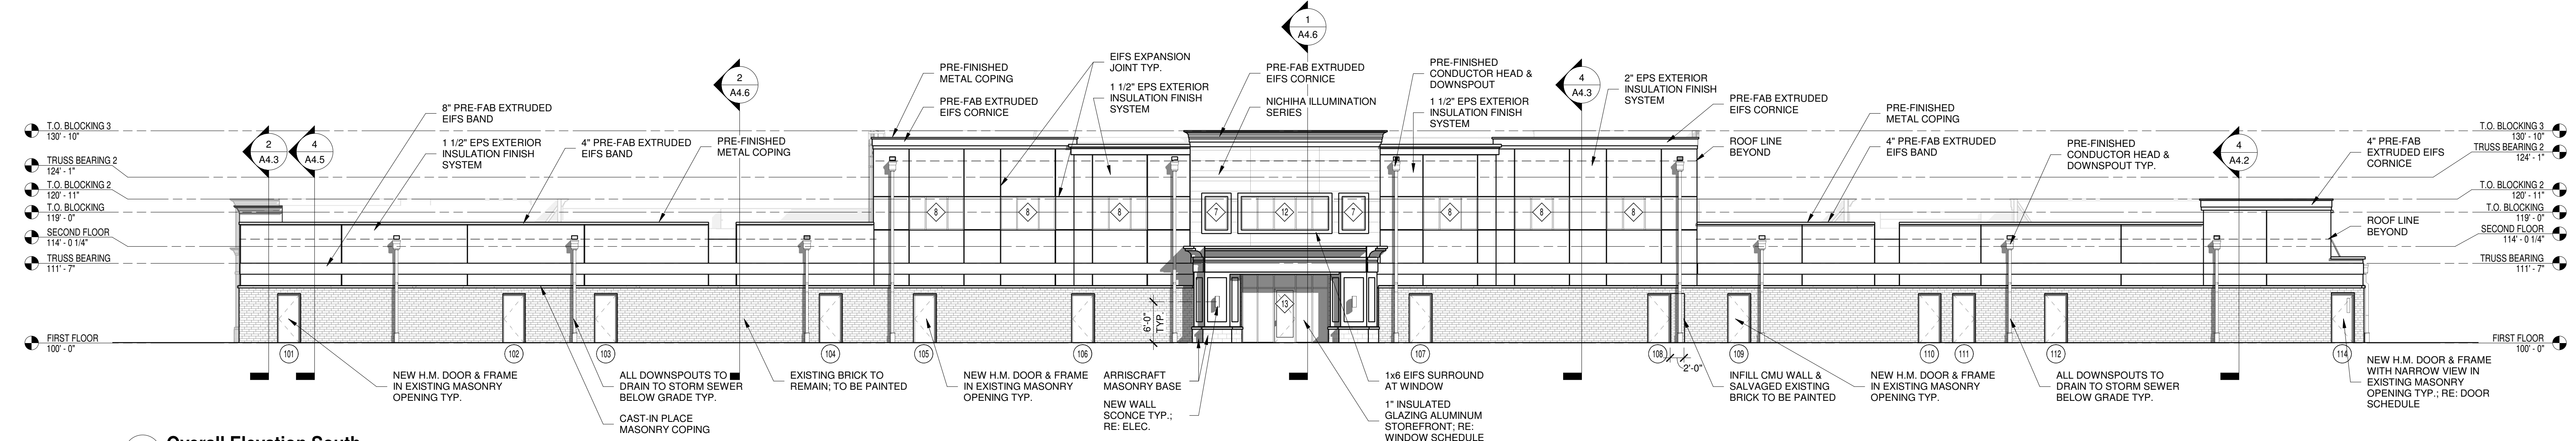 1
A4.6
EIFS EXPANSION
JOINT TYP.
PRE-FINISHED
METAL COPING
PRE-FAB EXTRUDED
EIFS CORNICE
PRE-FINISHED
CONDUCTOR HEAD &
DOWNSPOUT
2
A4.6
4
A4.3
2" EPS EXTERIOR
INSULATION FINISH
SYSTEM
1 1/2" EPS EXTERIOR
INSULATION FINISH
SYSTEM
8" PRE-FAB EXTRUDED
EIFS BAND
PRE-FAB EXTRUDED
EIFS CORNICE
NICHIHA ILLUMINATION
SERIES
1 1/2" EPS EXTERIOR
INSULATION FINISH
SYSTEM
PRE-FAB EXTRUDED
EIFS CORNICE
PRE-FINISHED
METAL COPING
T.O. BLOCKING 3
130' - 10"
2
A4.3
4
A4.5
1 1/2" EPS EXTERIOR
INSULATION FINISH
SYSTEM
4" PRE-FAB EXTRUDED
EIFS BAND
PRE-FINISHED
METAL COPING
ROOF LINE
BEYOND
4" PRE-FAB EXTRUDED
EIFS BAND
PRE-FINISHED
CONDUCTOR HEAD &
DOWNSPOUT TYP.
4
A4.2
4" PRE-FAB
EXTRUDED EIFS
CORNICE
T.O. BLOCKING 3
130' - 10"
TRUSS BEARING 2
124' - 1"
TRUSS BEARING 2
124' - 1"
T.O. BLOCKING 2
120' - 11"
T.O. BLOCKING 2
120' - 11"
T.O. BLOCKING
119' - 0"
8
8
8
7
12
7
8
8
8
T.O. BLOCKING
119' - 0"
ROOF LINE
BEYOND
SECOND FLOOR
114' - 0 1/4"
SECOND FLOOR
114' - 0 1/4"
TRUSS BEARING
111' - 7"
TRUSS BEARING
111' - 7"
13
6'-0"
TYP.
FIRST FLOOR
100' - 0"
FIRST FLOOR
100' - 0"
101
102
103
104
105
106
107
108
109
110
111
112
114
2'-0"
NEW H.M. DOOR & FRAME
IN EXISTING MASONRY
OPENING TYP.
ALL DOWNSPOUTS TO
DRAIN TO STORM SEWER
BELOW GRADE TYP.
EXISTING BRICK TO
REMAIN; TO BE PAINTED
NEW H.M. DOOR & FRAME
IN EXISTING MASONRY
OPENING TYP.
ARRISCRAFT
MASONRY BASE
1x6 EIFS SURROUND
AT WINDOW
INFILL CMU WALL &
SALVAGED EXISTING
BRICK TO BE PAINTED
NEW H.M. DOOR & FRAME
IN EXISTING MASONRY
OPENING TYP.
ALL DOWNSPOUTS TO
DRAIN TO STORM SEWER
BELOW GRADE TYP.
NEW H.M. DOOR & FRAME
WITH NARROW VIEW IN
EXISTING MASONRY
OPENING TYP.; RE: DOOR
SCHEDULE
CAST-IN PLACE
MASONRY COPING
NEW WALL
SCONCE TYP.;
RE: ELEC.
1" INSULATED
GLAZING ALUMINUM
STOREFRONT; RE:
WINDOW SCHEDULE
Overall Elevation South